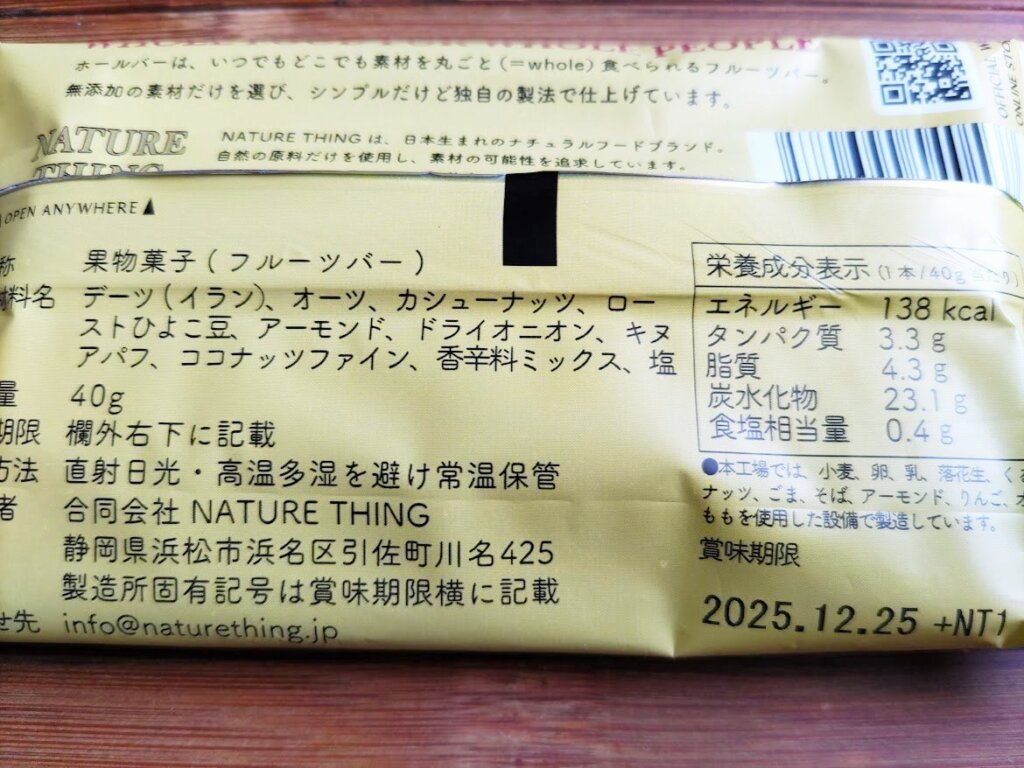 WHOLE PEOPLE
ホールバーは、いつでもどこでも素材を丸ごと(=whole)食べられるフルーツバー。
無添加の素材だけを選び、シンプルだけど独自の製法で仕上げています。
NATURE THING
NATURE THING は、日本生まれのナチュラルフードブランド。
自然の原料だけを使用し、素材の可能性を追求しています。
OFFICIAL
ONLINE
OPEN ANYWHERE▲
称 果物菓子(フルーツバー)
材料名 デーツ(イラン)、オーツ、カシューナッツ、ロー
ストひよこ豆、アーモンド、ドライオニオン、キヌ
アパフ、ココナッツファイン、香辛料ミックス、塩
量 40g
期限 欄外右下に記載
方法 直射日光・高温多湿を避け常温保管
者 合同会社 NATURE THING
静岡県浜松市浜名区引佐町川名425
製造所固有記号は賞味期限横に記載
せ先 info@naturething.jp
栄養成分表示(1本/40g当たり)
エネルギー 138 kcal
タンパク質 3.3 g
脂質 4.3 g
炭水化物 23.1 g
食塩相当量 0.4 g
●本工場では、小麦、卵、乳、落花生、くる
ナッツ、ごま、そば、アーモンド、りんご、
ももを使用した設備で製造しています。
賞味期限
2025.12.25 +NT1